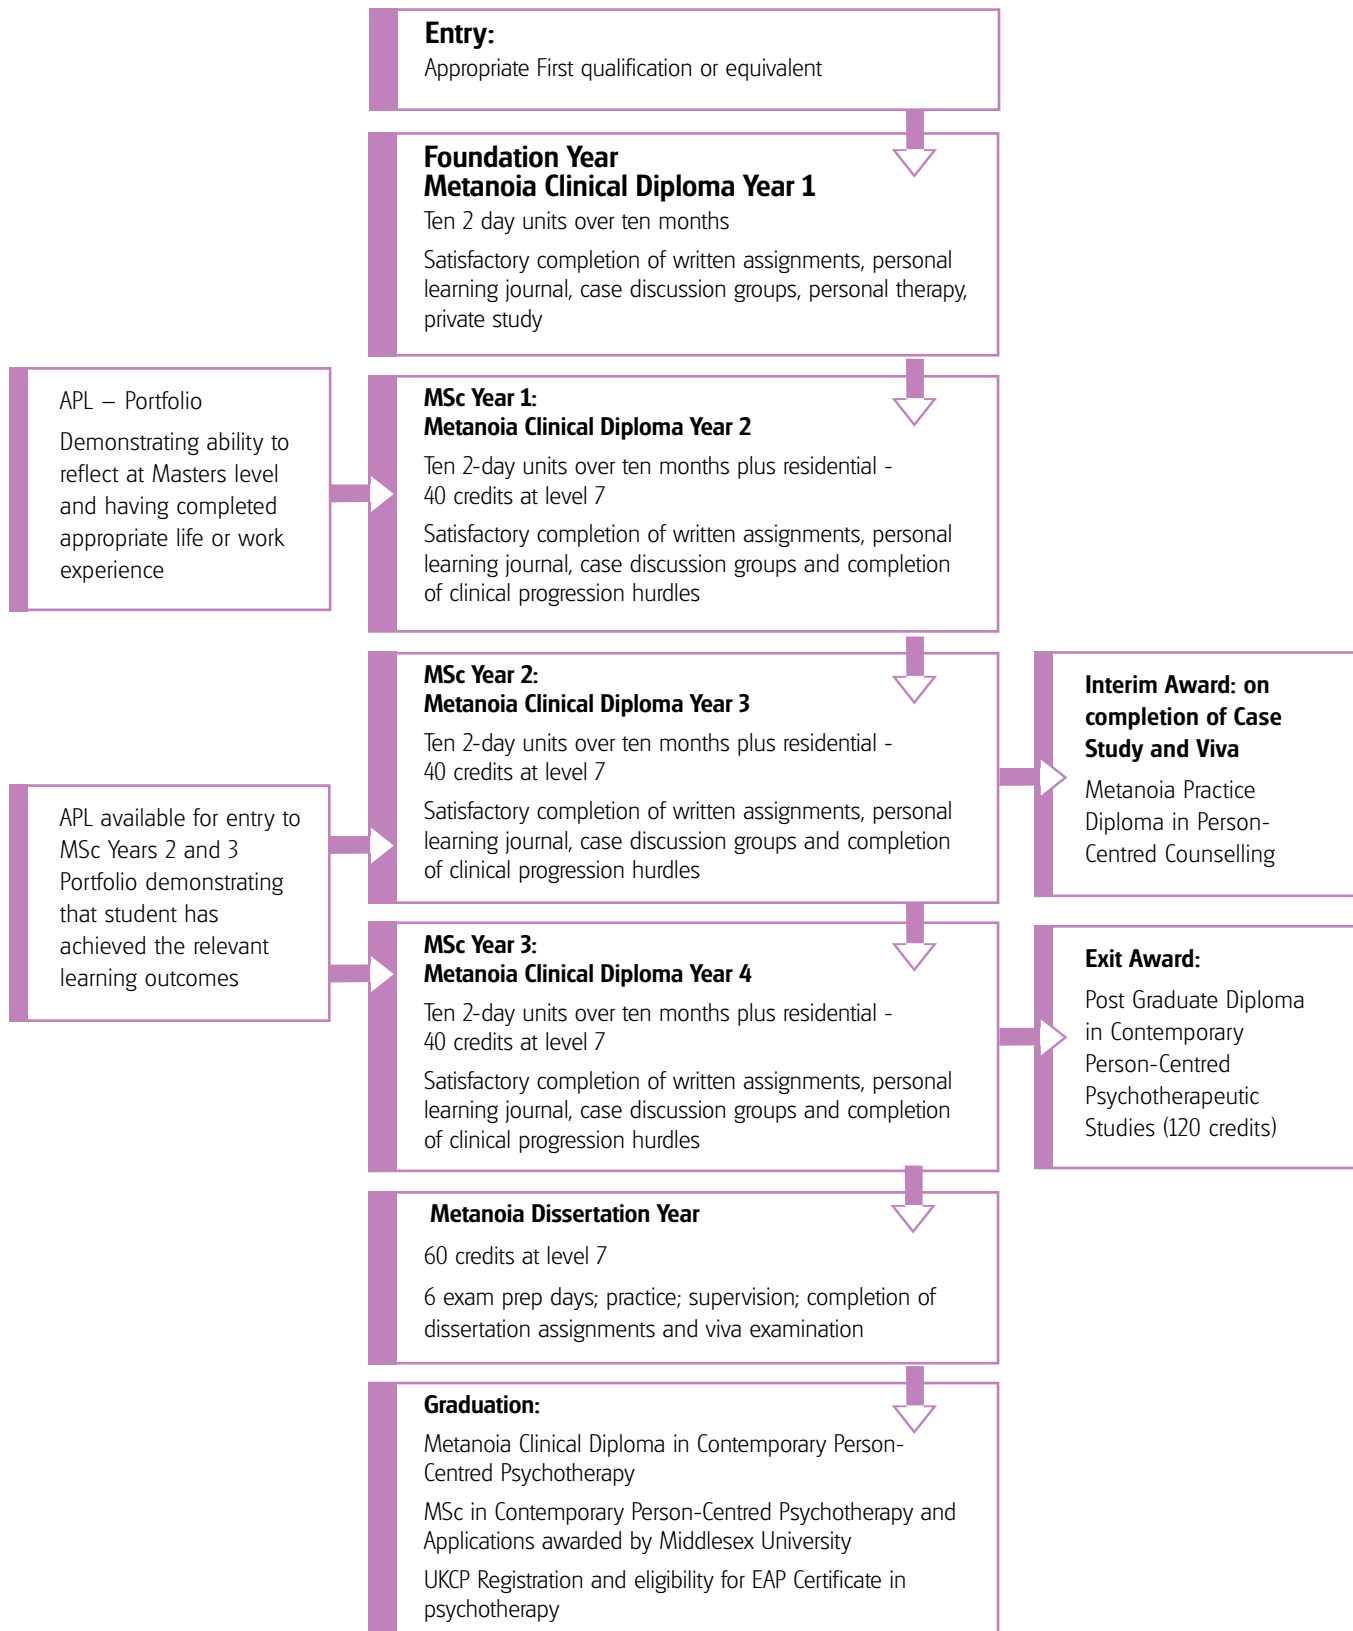 Entry:
Appropriate First qualification or equivalent
Foundation Year
Metanoia Clinical Diploma Year 1
Ten 2 day units over ten months
Satisfactory completion of written assignments, personal
learning journal, case discussion groups, personal therapy,
private study
APL – Portfolio
Demonstrating ability to
reflect at Masters level
and having completed
appropriate life or work
experience
MSc Year 1:
Metanoia Clinical Diploma Year 2
Ten 2-day units over ten months plus residential -
40 credits at level 7
Satisfactory completion of written assignments, personal
learning journal, case discussion groups and completion
of clinical progression hurdles
MSc Year 2:
Metanoia Clinical Diploma Year 3
Ten 2-day units over ten months plus residential -
40 credits at level 7
Satisfactory completion of written assignments, personal
learning journal, case discussion groups and completion
of clinical progression hurdles
Interim Award: on
completion of Case
Study and Viva
Metanoia Practice
Diploma in Person-
Centred Counselling
APL available for entry to
MSc Years 2 and 3
Portfolio demonstrating
that student has
achieved the relevant
learning outcomes
MSc Year 3:
Metanoia Clinical Diploma Year 4
Ten 2-day units over ten months plus residential -
40 credits at level 7
Satisfactory completion of written assignments, personal
learning journal, case discussion groups and completion
of clinical progression hurdles
Exit Award:
Post Graduate Diploma
in Contemporary
Person-Centred
Psychotherapeutic
Studies (120 credits)
Metanoia Dissertation Year
60 credits at level 7
6 exam prep days; practice; supervision; completion of
dissertation assignments and viva examination
Graduation:
Metanoia Clinical Diploma in Contemporary Person-
Centred Psychotherapy
MSc in Contemporary Person-Centred Psychotherapy and
Applications awarded by Middlesex University
UKCP Registration and eligibility for EAP Certificate in
psychotherapy